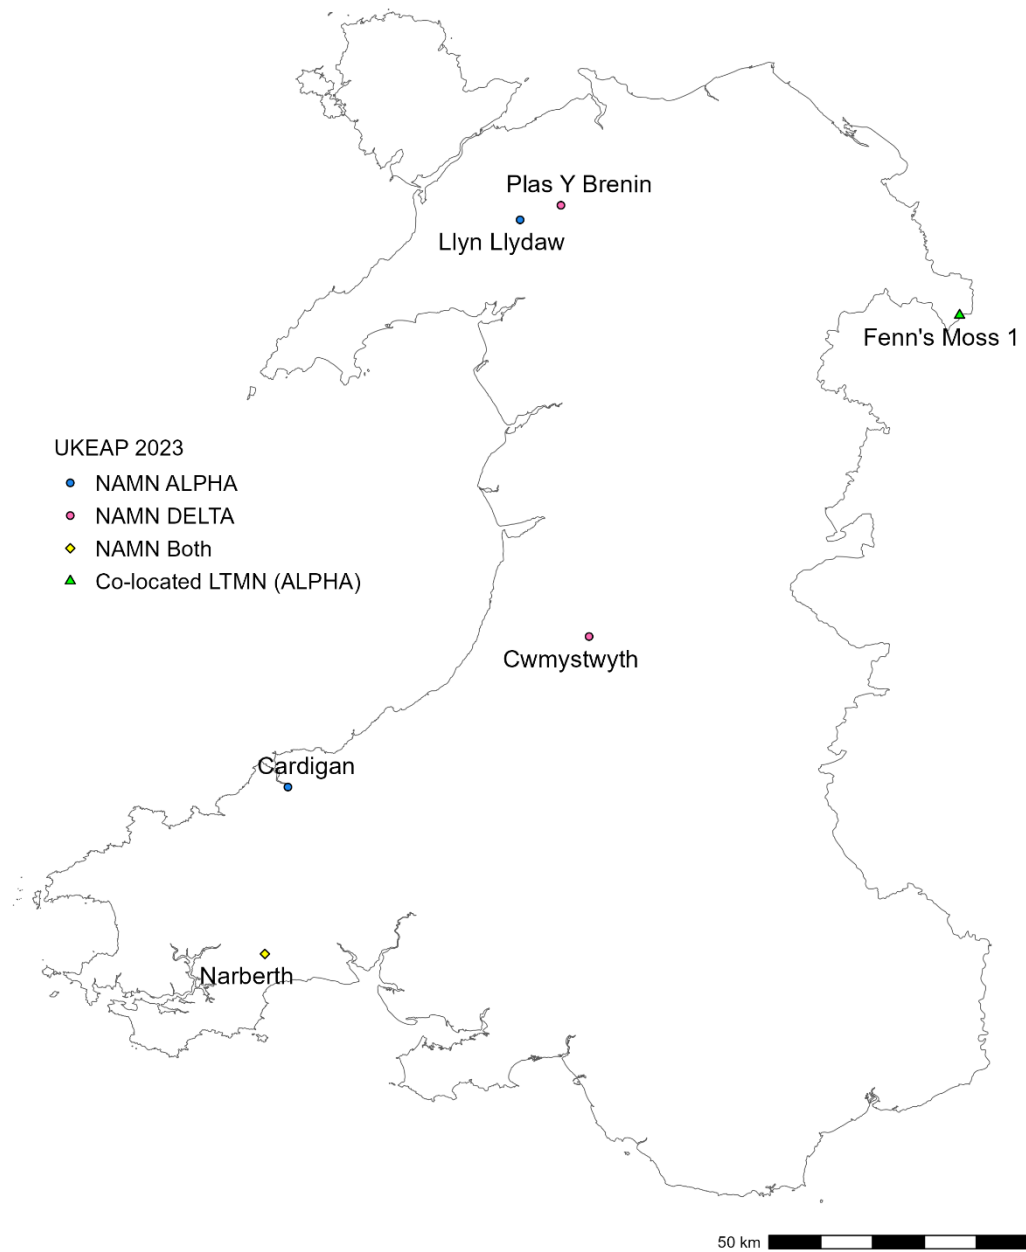 Plas Y Brenin
Llyn Llydaw
Fenn's Moss 1
UKEAP 2023
NAMN ALPHA
NAMN DELTA
NAMN Both
Co-located LTMN (ALPHA)
Cwmystwyth
Cardigan
Narberth
50 km